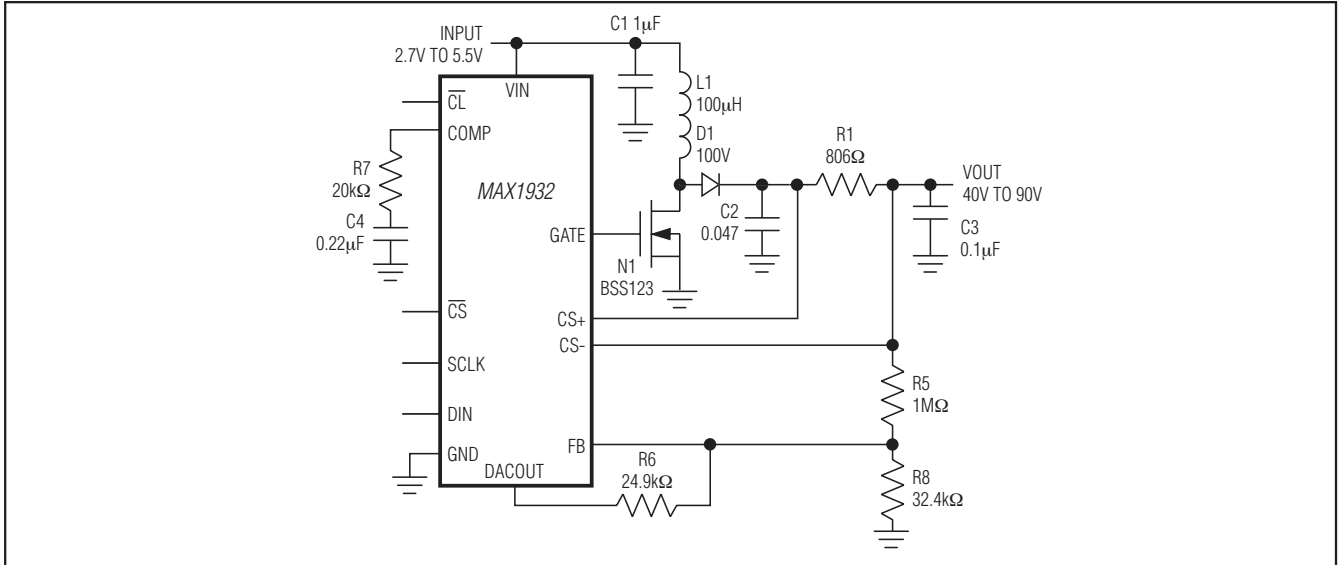 INPUT
2.7V TO 5.5V
C1 1µF
VIN
L1
100µH
D1
100V
C̅L̅
COMP
R7
20kΩ
C4
0.22µF
MAX1932
GATE
N1
BSS123
C2
0.047
R1
806Ω
VOUT
40V TO 90V
C3
0.1µF
C̅S̅
CS+
CS-
SCLK
DIN
GND
DACOUT
FB
R6
24.9kΩ
R5
1MΩ
R8
32.4kΩ